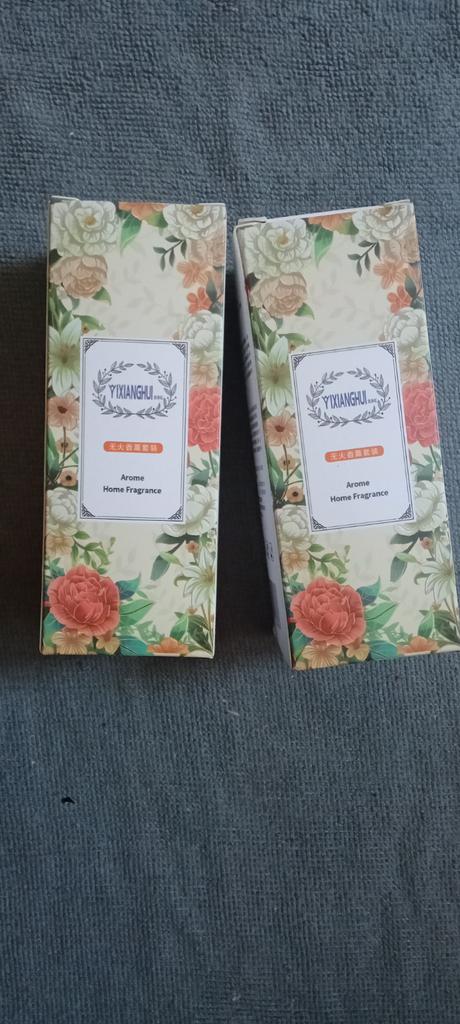 YIXIANGHUI
无火香薰套装
Arome
Home Fragrance
YIXIANGHUI
无火香薰套装
Arome
Home Fragrance